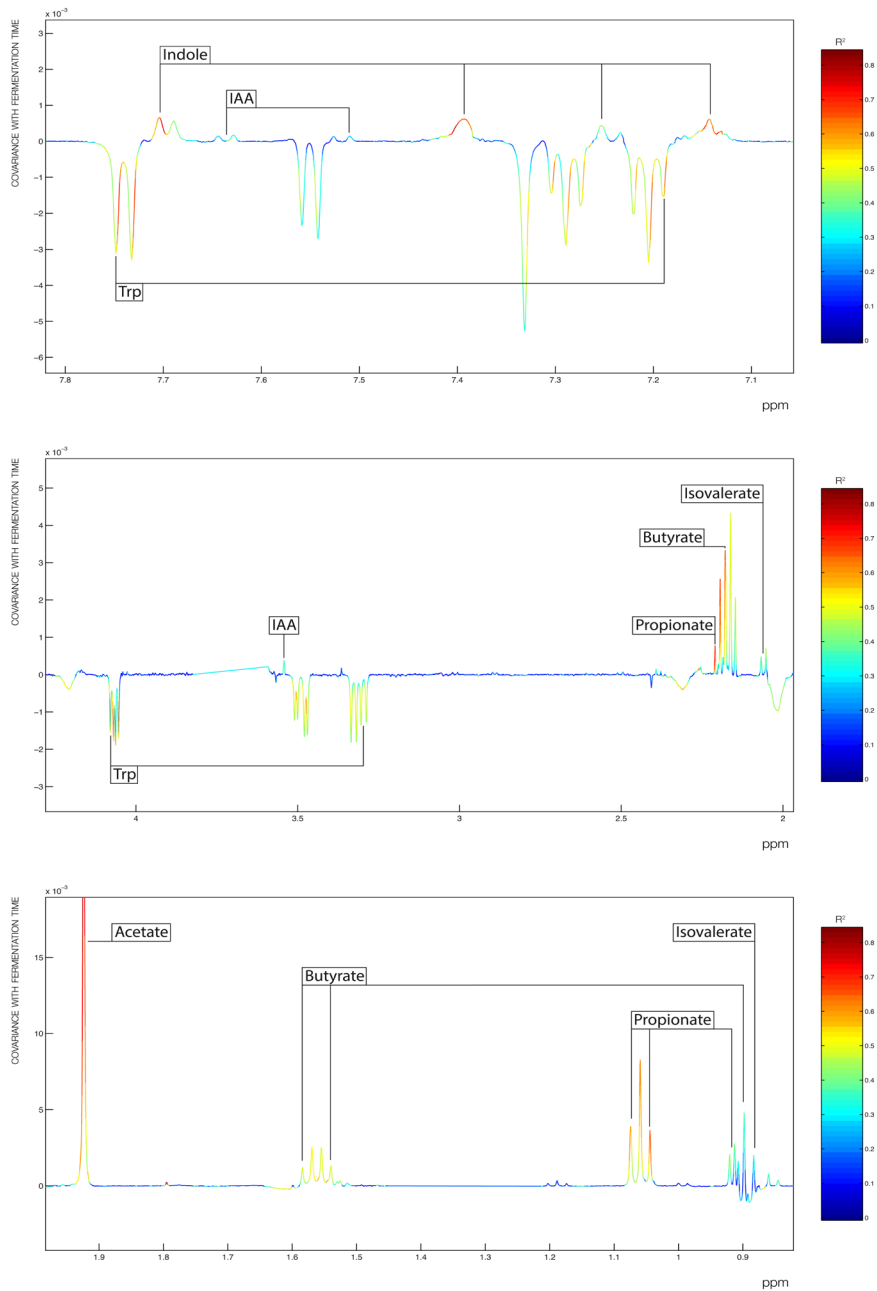 x 10⁻³
COVARIANCE WITH FERMENTATION TIME
3
2
1
0
−1
−2
−3
−4
−5
−6
Indole
IAA
Trp
7.8 7.7 7.6 7.5 7.4 7.3 7.2 7.1
ppm
R²
0.8
0.7
0.6
0.5
0.4
0.3
0.2
0.1
0
x 10⁻³
COVARIANCE WITH FERMENTATION TIME
5
4
3
2
1
0
−1
−2
−3
Isovalerate
Butyrate
Propionate
IAA
Trp
4 3.5 3 2.5 2
ppm
R²
0.8
0.7
0.6
0.5
0.4
0.3
0.2
0.1
0
x 10⁻³
COVARIANCE WITH FERMENTATION TIME
15
10
5
0
Acetate
Isovalerate
Butyrate
Propionate
1.9 1.8 1.7 1.6 1.5 1.4 1.3 1.2 1.1 1 0.9
ppm
R²
0.8
0.7
0.6
0.5
0.4
0.3
0.2
0.1
0